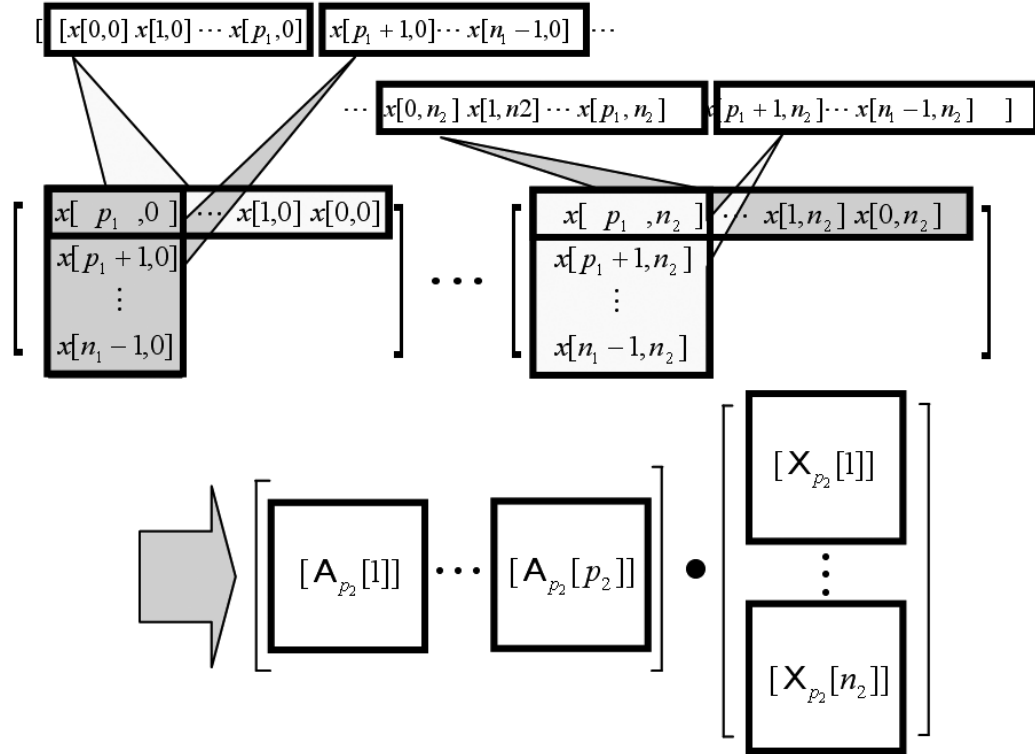 [ [x[0,0] x[1,0] ⋯ x[p₁,0] x[p₁+1,0]⋯ x[n₁−1,0] ⋯
⋯ x[0,n₂] x[1,n2] ⋯ x[p₁,n₂] x[p₁+1,n₂]⋯ x[n₁−1,n₂] ]
[ x[ p₁ ,0 ] ⋯ x[1,0] x[0,0] ] ⋯ [ x[ p₁ ,n₂ ] ⋯ x[1,n₂] x[0,n₂] ]
x[p₁+1,0] x[p₁+1,n₂]
⋮ ⋮
x[n₁−1,0] x[n₁−1,n₂]
[X_{p₂}[1]]
[ [A_{p₂}[1]] ⋯ [A_{p₂}[p₂]] ] • [ ⋮ ]
[X_{p₂}[n₂]]